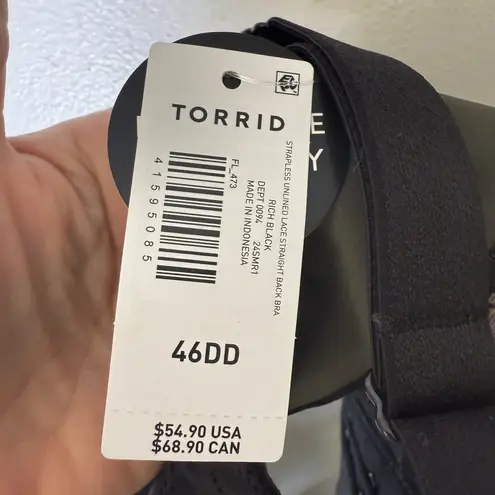 TORRID
E
Y
STRAPLESS UNLINED LACE STRAIGHT BACK BRA
RICH BLACK
DEPT 0094 24SMR1
MADE IN INDONESIA
FL_473
41595085
46DD
$54.90 USA
$68.90 CAN